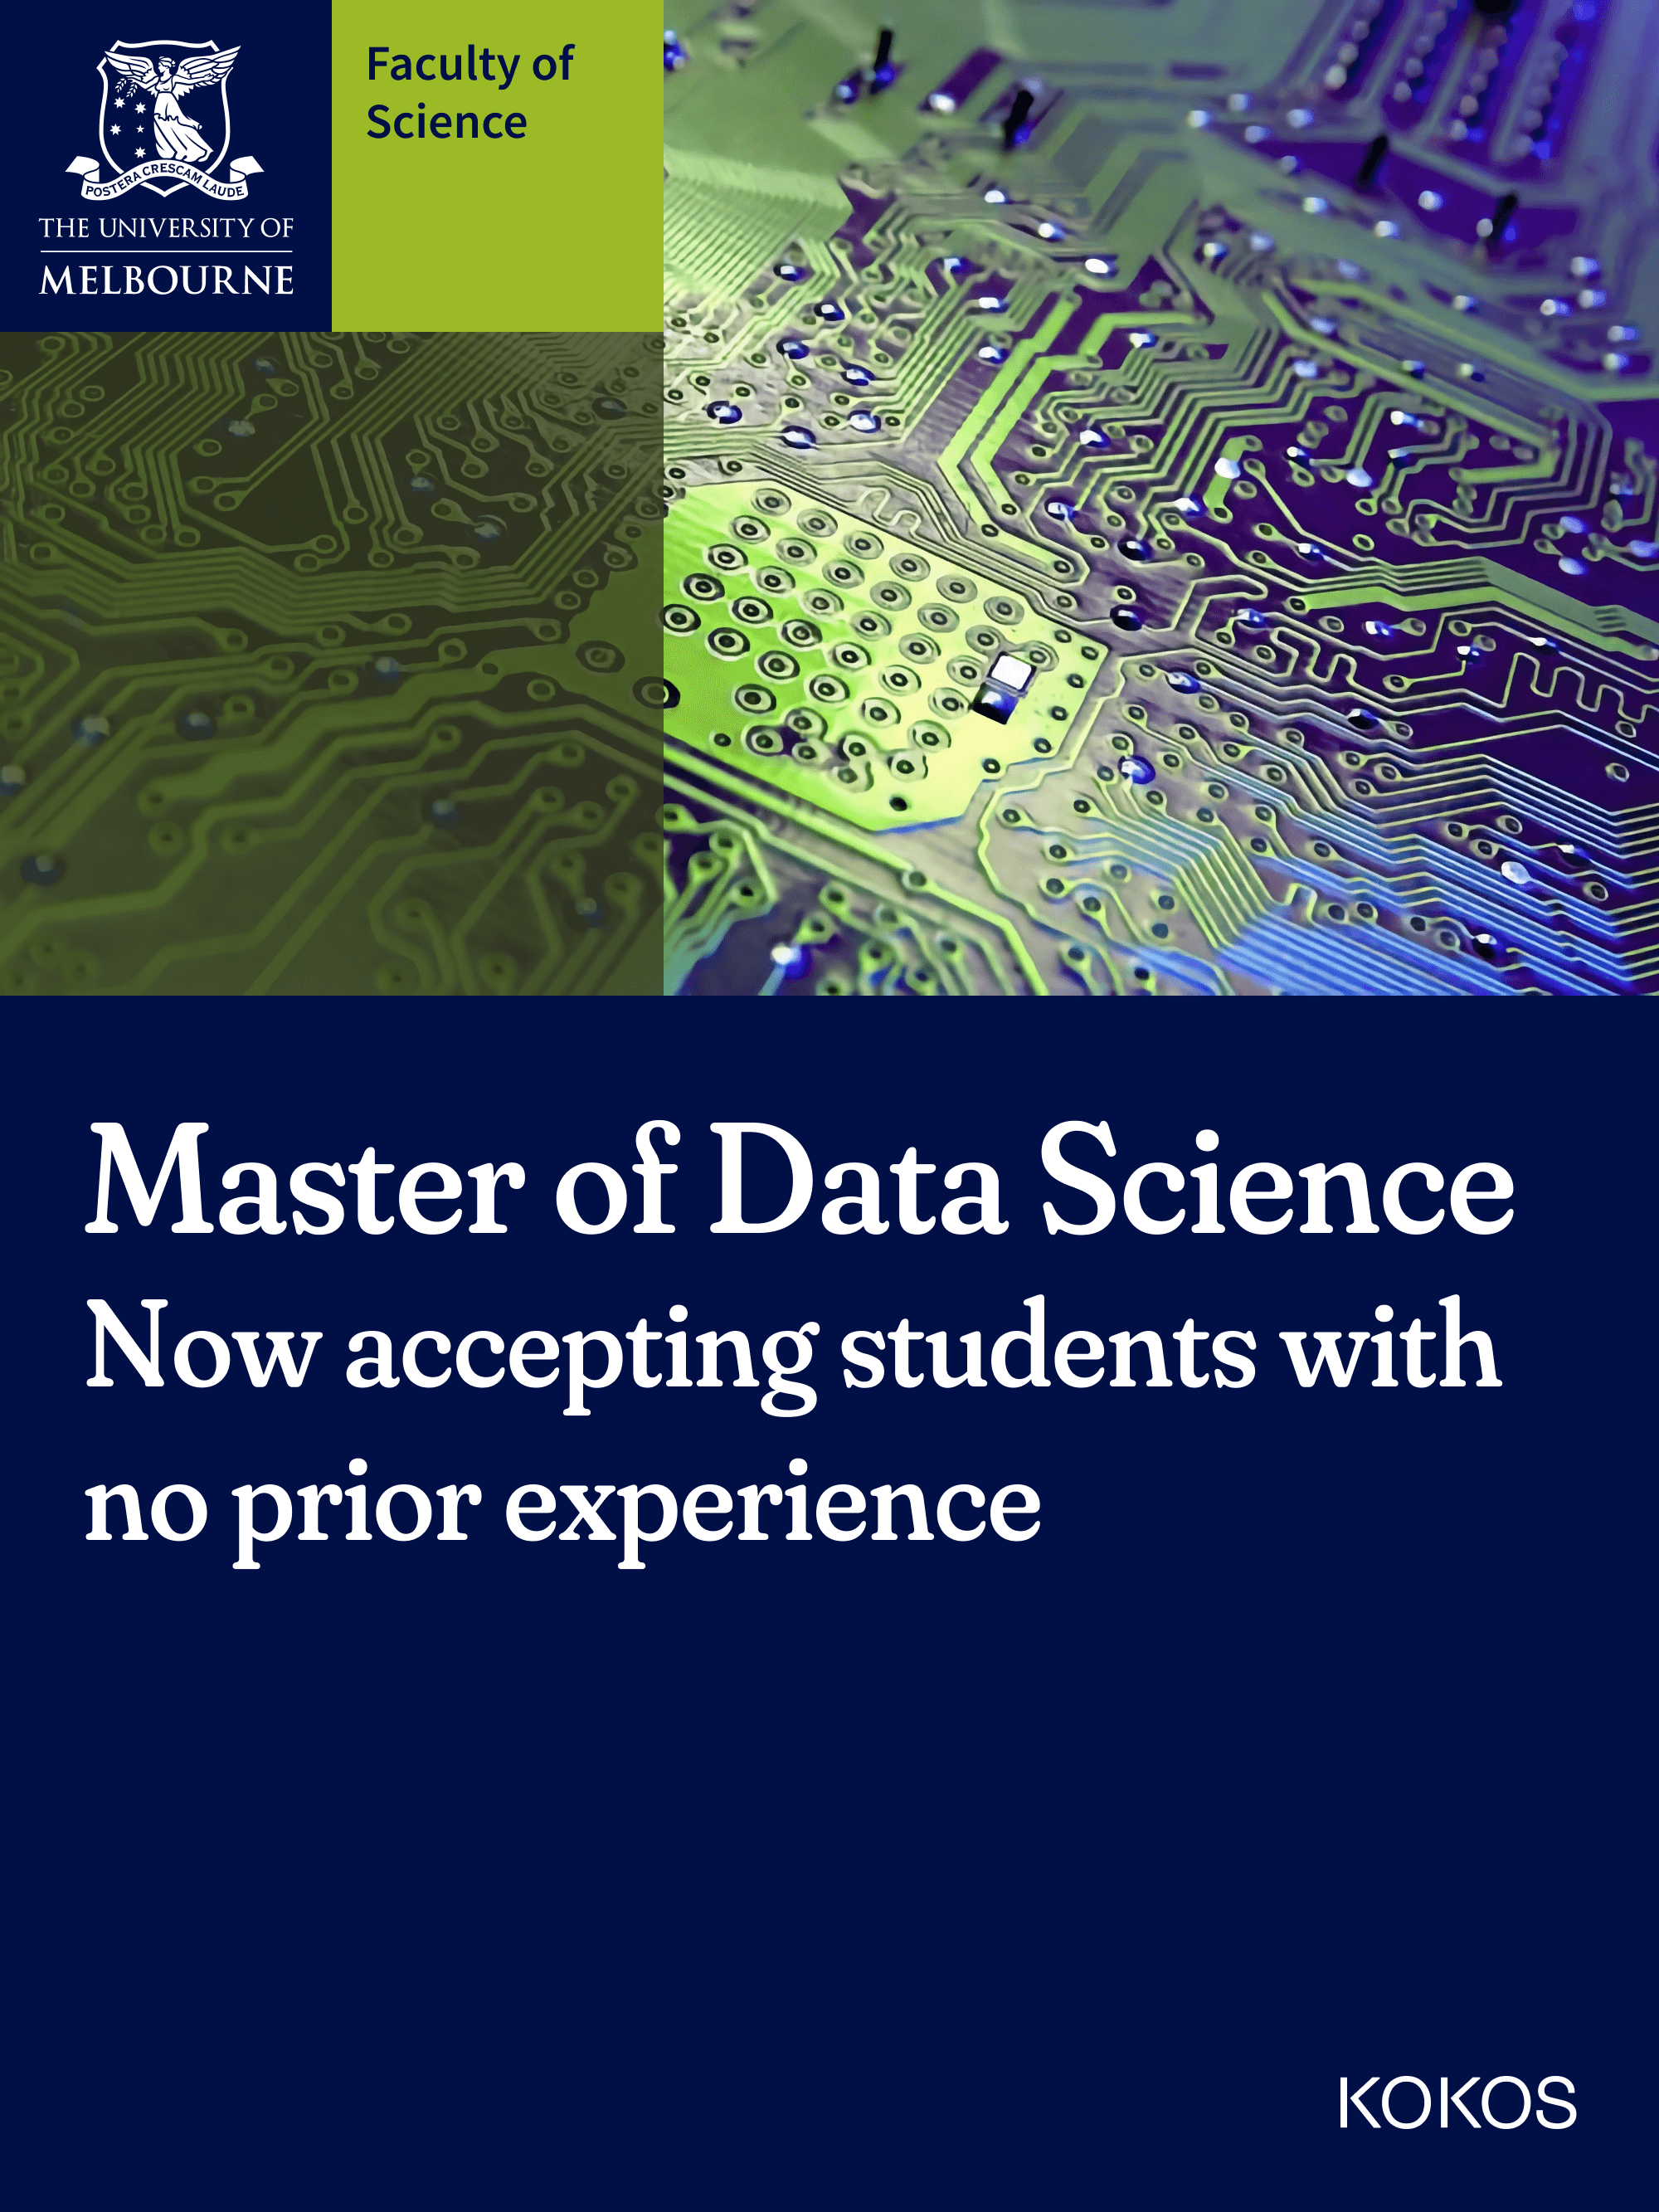 POSTERA CRESCAM LAUDE
THE UNIVERSITY OF
MELBOURNE
Faculty of
Science
Master of Data Science
Now accepting students with
no prior experience
KOKOS